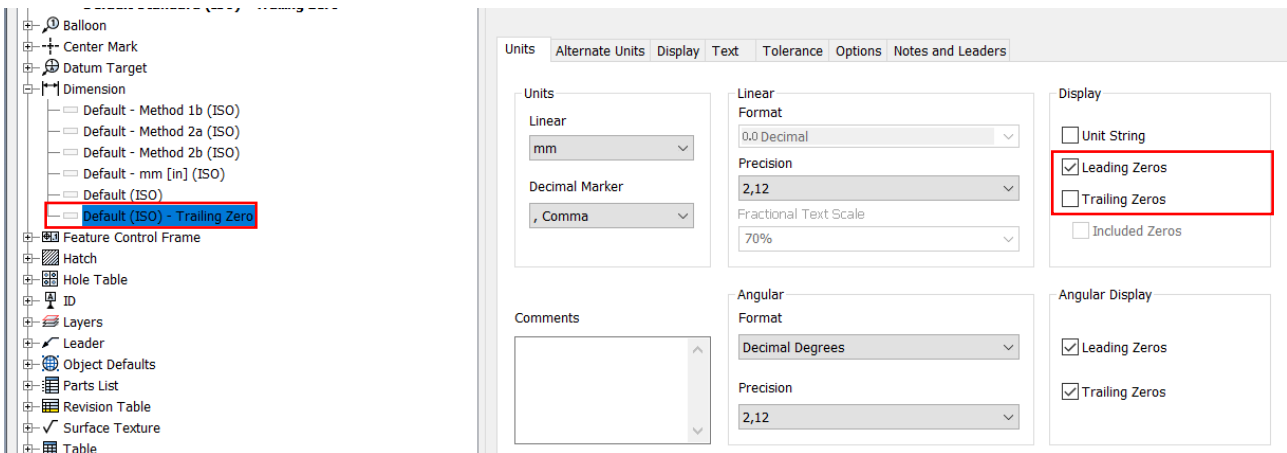 Default Standard (ISO) - Trailing Zero
Balloon
Center Mark
Datum Target
Dimension
Default - Method 1b (ISO)
Default - Method 2a (ISO)
Default - Method 2b (ISO)
Default - mm [in] (ISO)
Default (ISO)
Default (ISO) - Trailing Zero
Feature Control Frame
Hatch
Hole Table
ID
Layers
Leader
Object Defaults
Parts List
Revision Table
Surface Texture
Table
Units Alternate Units Display Text Tolerance Options Notes and Leaders
Units
Linear
mm
Decimal Marker
, Comma
Linear
Format
0.0 Decimal
Precision
2,12
Fractional Text Scale
70%
Display
Unit String
Leading Zeros
Trailing Zeros
Included Zeros
Comments
Angular
Format
Decimal Degrees
Precision
2,12
Angular Display
Leading Zeros
Trailing Zeros